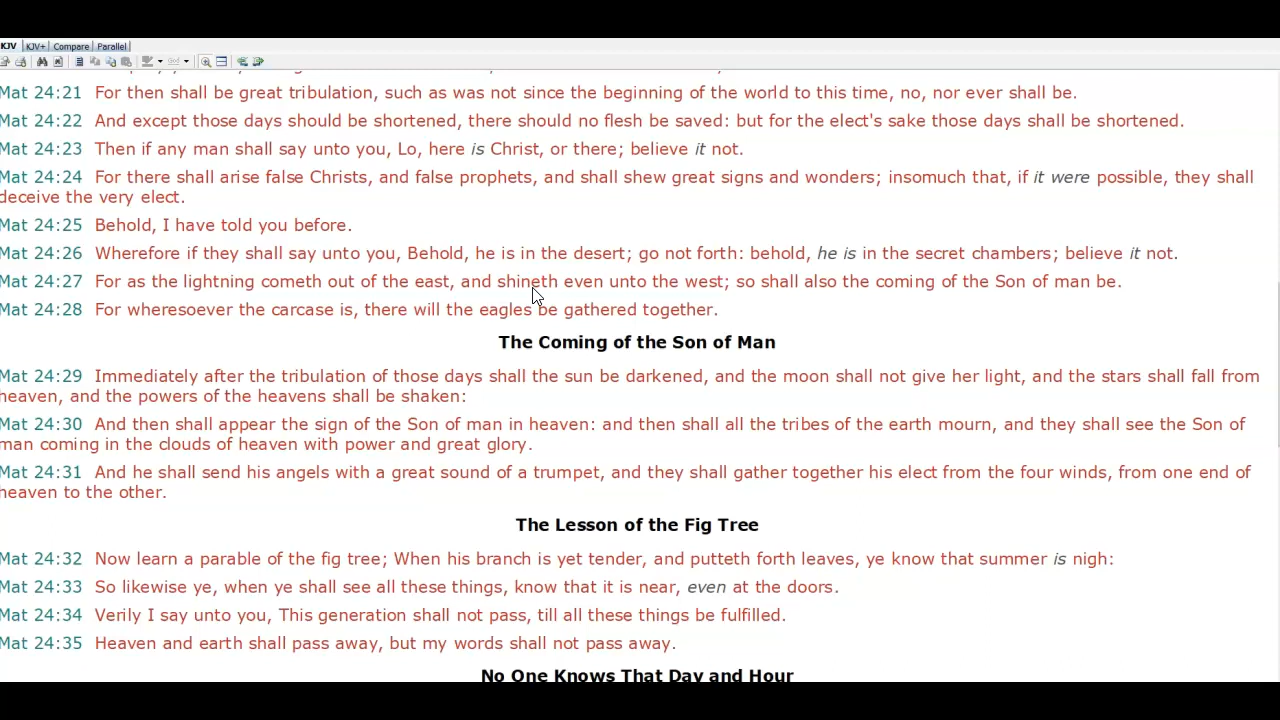 KJV KJV+ Compare Parallel
Mat 24:21 For then shall be great tribulation, such as was not since the beginning of the world to this time, no, nor ever shall be.
Mat 24:22 And except those days should be shortened, there should no flesh be saved: but for the elect's sake those days shall be shortened.
Mat 24:23 Then if any man shall say unto you, Lo, here is Christ, or there; believe it not.
Mat 24:24 For there shall arise false Christs, and false prophets, and shall shew great signs and wonders; insomuch that, if it were possible, they shall
deceive the very elect.
Mat 24:25 Behold, I have told you before.
Mat 24:26 Wherefore if they shall say unto you, Behold, he is in the desert; go not forth: behold, he is in the secret chambers; believe it not.
Mat 24:27 For as the lightning cometh out of the east, and shineth even unto the west; so shall also the coming of the Son of man be.
Mat 24:28 For wheresoever the carcase is, there will the eagles be gathered together.
The Coming of the Son of Man
Mat 24:29 Immediately after the tribulation of those days shall the sun be darkened, and the moon shall not give her light, and the stars shall fall from
heaven, and the powers of the heavens shall be shaken:
Mat 24:30 And then shall appear the sign of the Son of man in heaven: and then shall all the tribes of the earth mourn, and they shall see the Son of
man coming in the clouds of heaven with power and great glory.
Mat 24:31 And he shall send his angels with a great sound of a trumpet, and they shall gather together his elect from the four winds, from one end of
heaven to the other.
The Lesson of the Fig Tree
Mat 24:32 Now learn a parable of the fig tree; When his branch is yet tender, and putteth forth leaves, ye know that summer is nigh:
Mat 24:33 So likewise ye, when ye shall see all these things, know that it is near, even at the doors.
Mat 24:34 Verily I say unto you, This generation shall not pass, till all these things be fulfilled.
Mat 24:35 Heaven and earth shall pass away, but my words shall not pass away.
No One Knows That Day and Hour